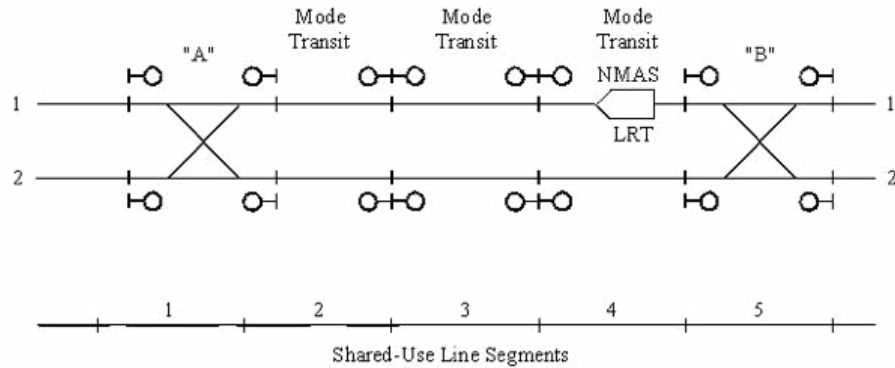 Mode Transit
Mode Transit
Mode Transit
"A"
"B"
NMAS
1
1
LRT
2
2
1 2 3 4 5
Shared-Use Line Segments